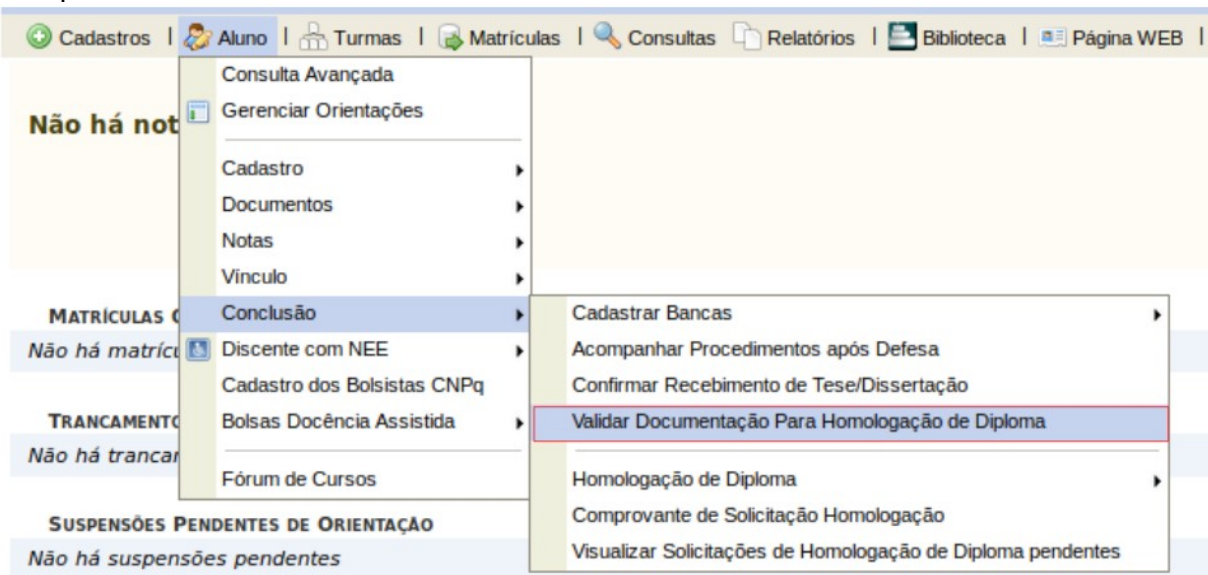 Cadastros | Aluno | Turmas | Matrículas | Consultas Relatórios | Biblioteca | Página WEB |
Consulta Avançada
Não há not
Gerenciar Orientações
Cadastro
Documentos
Notas
Vínculo
MATRÍCULAS
Conclusão
Cadastrar Bancas
Não há matríc
Discente com NEE
Acompanhar Procedimentos após Defesa
Cadastro dos Bolsistas CNPq
Confirmar Recebimento de Tese/Dissertação
TRANCAMENTO
Bolsas Docência Assistida
Validar Documentação Para Homologação de Diploma
Não há trancar
Fórum de Cursos
Homologação de Diploma
SUSPENSÕES PENDENTES DE ORIENTAÇÃO
Comprovante de Solicitação Homologação
Não há suspensões pendentes
Visualizar Solicitações de Homologação de Diploma pendentes